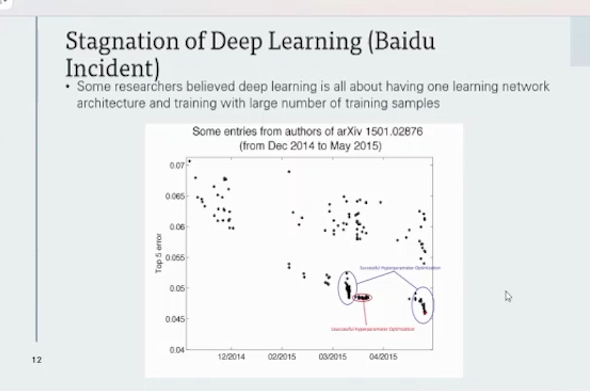 Stagnation of Deep Learning (Baidu
Incident)
• Some researchers believed deep learning is all about having one learning network
architecture and training with large number of training samples
Some entries from authors of arXiv 1501.02876
(from Dec 2014 to May 2015)
0.07
0.065
0.06
0.055
0.05
0.045
0.04
Top 5 error
Successful Hyperparameter Optimization
Hyperparameter Optimization
12/2014
02/2015
03/2015
04/2015
12